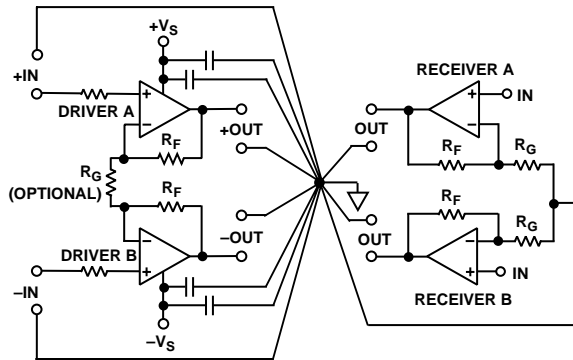 +VS
+IN
DRIVER A
+
−
RF
+OUT
RG
(OPTIONAL)
RF
−OUT
DRIVER B
−
+
−IN
−VS
RECEIVER A
+
IN
OUT
−
RF
RG
RF
RG
OUT
−
+
IN
RECEIVER B